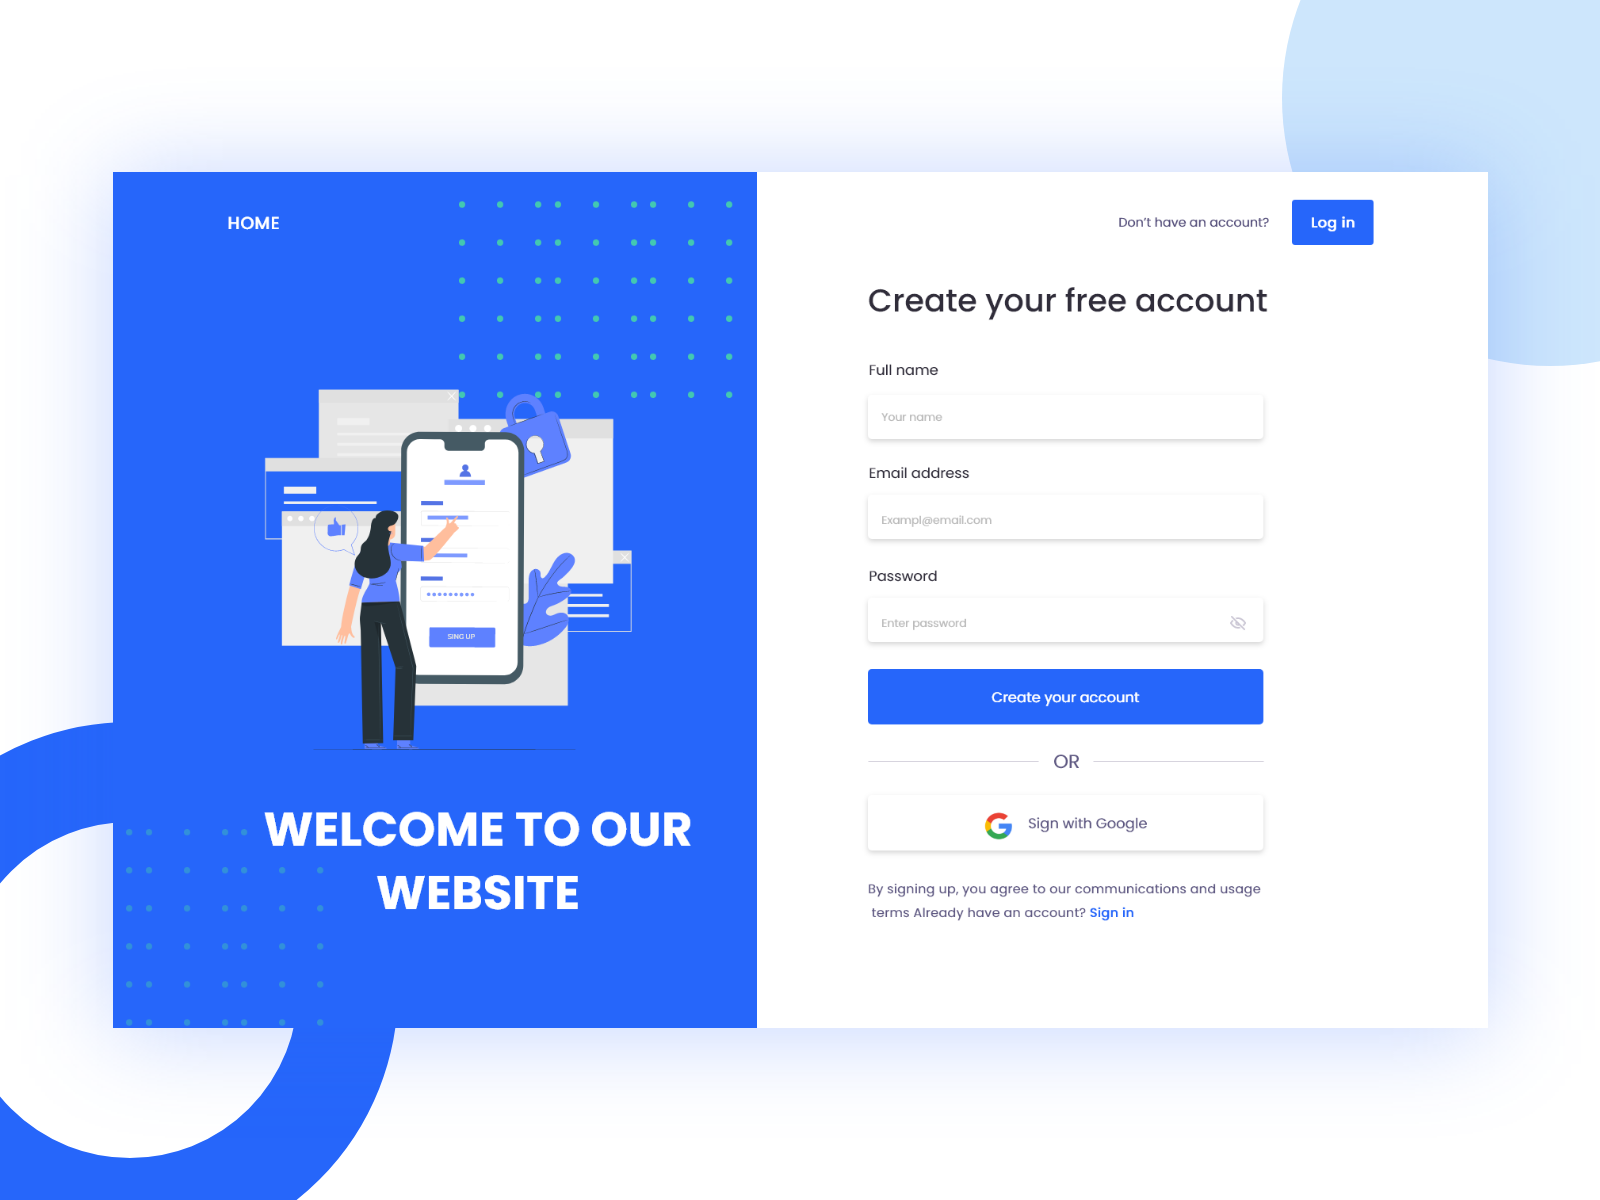 HOME
SING UP
WELCOME TO OUR
WEBSITE
Don't have an account?
Log in
Create your free account
Full name
Your name
Email address
Exampl@email.com
Password
Enter password
Create your account
OR
Sign with Google
By signing up, you agree to our communications and usage
terms Already have an account? Sign in